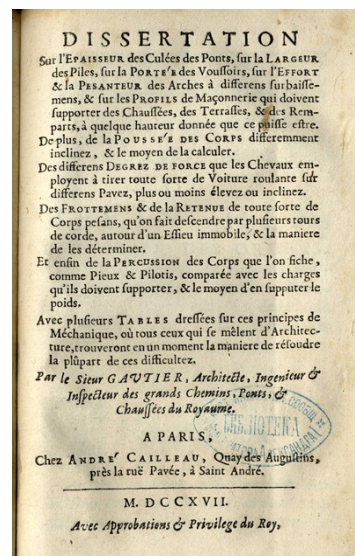 DISSERTATION
Sur l'EPAISSEUR des Culées des Ponts, sur la LARGEUR
des Piles, sur la PORTE'E des Voussoirs, sur l'EFFORT
& la PESANTEUR des Arches à differens surbaisse-
mens, & sur les PROFILS de Maçonnerie qui doivent
supporter des Chaussées, des Terrasses, & des Rem-
parts, à quelque hauteur donnée que ce puisse estre.
De plus, de la POUSSE'E DES CORPS differemment
inclinez, & le moyen de la calculer.
Des differens DEGREZ DE FORCE que les Chevaux em-
ployent à tirer toute sorte de Voiture roulante sur
differens Pavez, plus ou moins élevez ou inclinez.
Des FROTTEMENS & de la RETENUE de toute sorte de
Corps pesans, qu'on fait descendre par plusieurs tours
de corde, autour d'un Essieu immobile, & la maniere
de les déterminer.
Et enfin de la PERCUSSION des Corps que l'on fiche,
comme Pieux & Pilotis, comparée avec les charges
qu'ils doivent supporter, & le moyen d'en supputer le
poids.
Avec plusieurs TABLES dressées sur ces principes de
Méchanique, où tous ceux qui se mêlent d'Architec-
ture, trouveront en un moment la maniere de résoudre
la plûpart de ces difficultez.
Par le Sieur GAUTIER, Architecte, Ingenieur &
Inspecteur des grands Chemins, Ponts, &
Chaussées du Royaume.
A PARIS,
Chez ANDRE' CAILLEAU, Quay des Augustins,
près la ruë Pavée, à Saint André.
M. DCCXVII.
Avec Approbations & Privilege du Roy,
БИБЛІОТЕКА